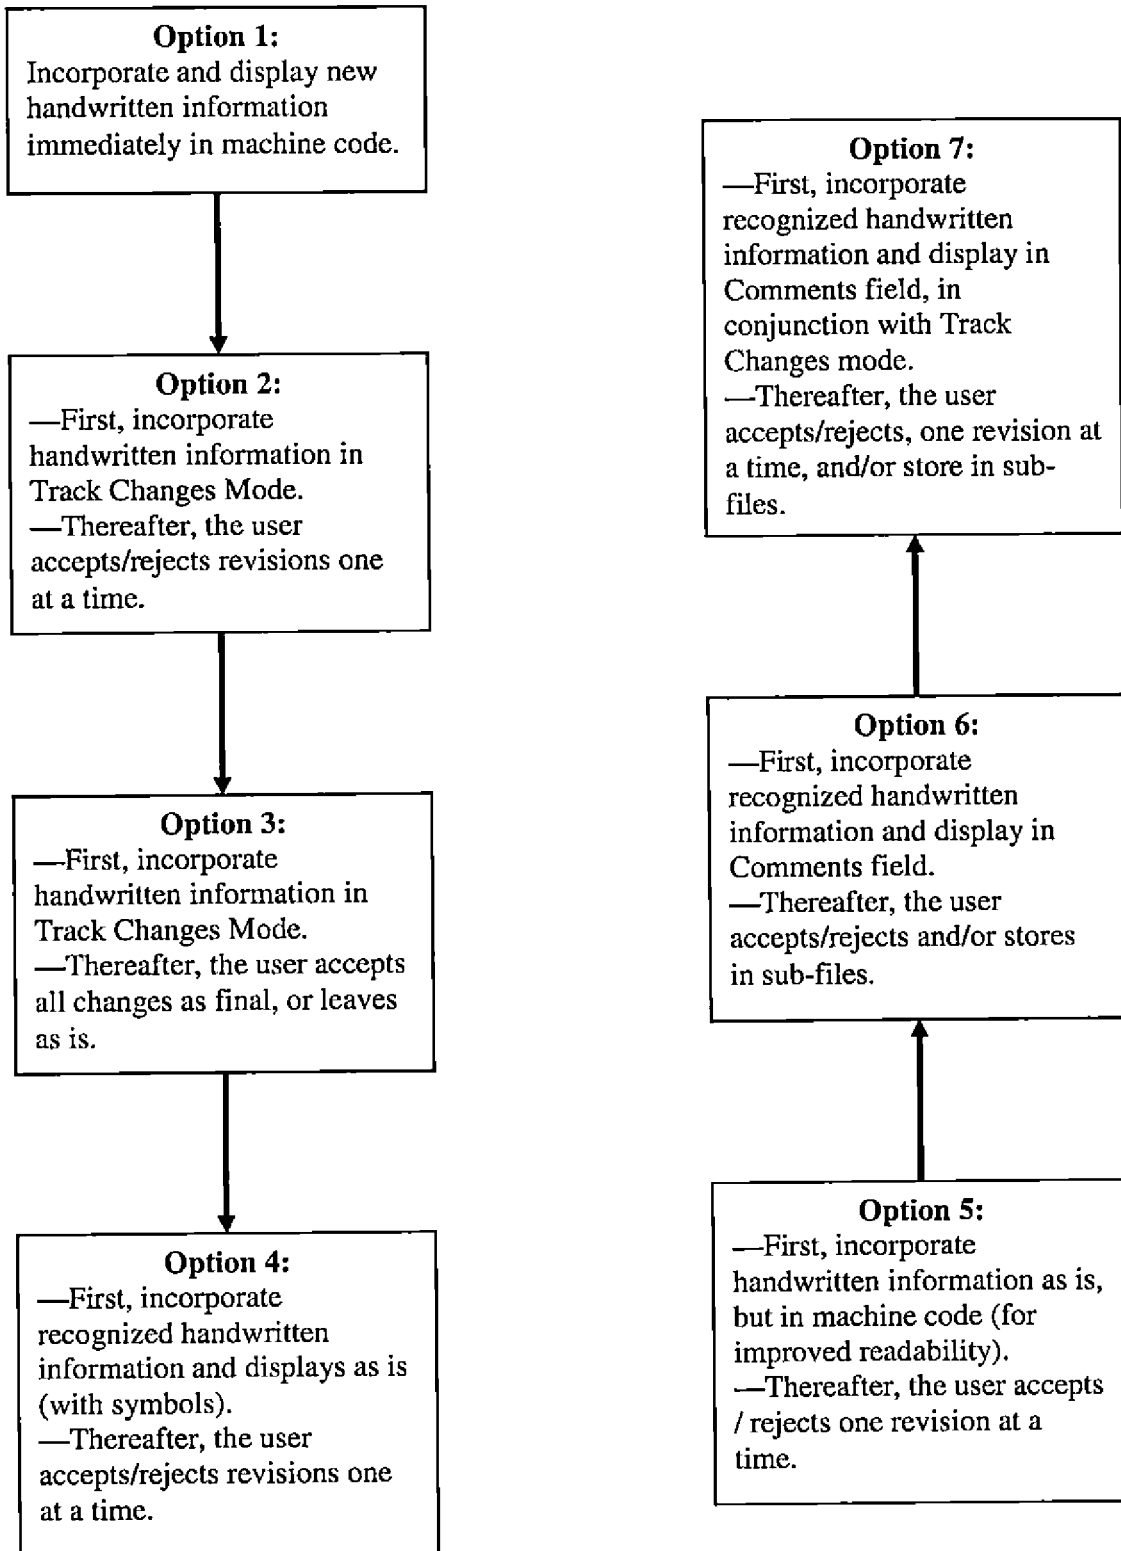 Option 1:
Incorporate and display new
handwritten information
immediately in machine code.
Option 2:
—First, incorporate
handwritten information in
Track Changes Mode.
—Thereafter, the user
accepts/rejects revisions one
at a time.
Option 3:
—First, incorporate
handwritten information in
Track Changes Mode.
—Thereafter, the user accepts
all changes as final, or leaves
as is.
Option 4:
—First, incorporate
recognized handwritten
information and displays as is
(with symbols).
—Thereafter, the user
accepts/rejects revisions one
at a time.
Option 5:
—First, incorporate
handwritten information as is,
but in machine code (for
improved readability).
—Thereafter, the user accepts
/ rejects one revision at a
time.
Option 6:
—First, incorporate
recognized handwritten
information and display in
Comments field.
—Thereafter, the user
accepts/rejects and/or stores
in sub-files.
Option 7:
—First, incorporate
recognized handwritten
information and display in
Comments field, in
conjunction with Track
Changes mode.
—Thereafter, the user
accepts/rejects, one revision at
a time, and/or store in sub-
files.